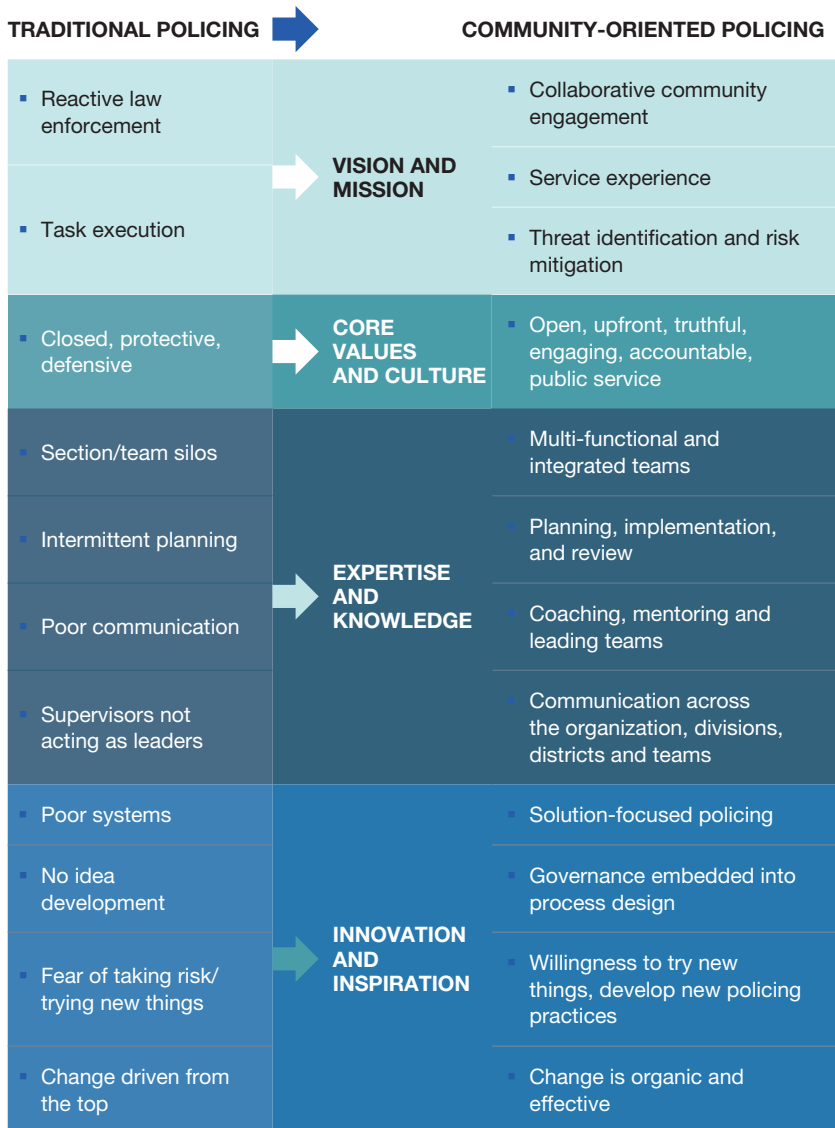 TRADITIONAL POLICING
COMMUNITY-ORIENTED POLICING
▪ Reactive law
enforcement
▪ Task execution
VISION AND
MISSION
▪ Collaborative community
engagement
▪ Service experience
▪ Threat identification and risk
mitigation
▪ Closed, protective,
defensive
CORE
VALUES
AND CULTURE
▪ Open, upfront, truthful,
engaging, accountable,
public service
▪ Section/team silos
▪ Intermittent planning
▪ Poor communication
▪ Supervisors not
acting as leaders
EXPERTISE
AND
KNOWLEDGE
▪ Multi-functional and
integrated teams
▪ Planning, implementation,
and review
▪ Coaching, mentoring and
leading teams
▪ Communication across
the organization, divisions,
districts and teams
▪ Poor systems
▪ No idea
development
▪ Fear of taking risk/
trying new things
▪ Change driven from
the top
INNOVATION
AND
INSPIRATION
▪ Solution-focused policing
▪ Governance embedded into
process design
▪ Willingness to try new
things, develop new policing
practices
▪ Change is organic and
effective